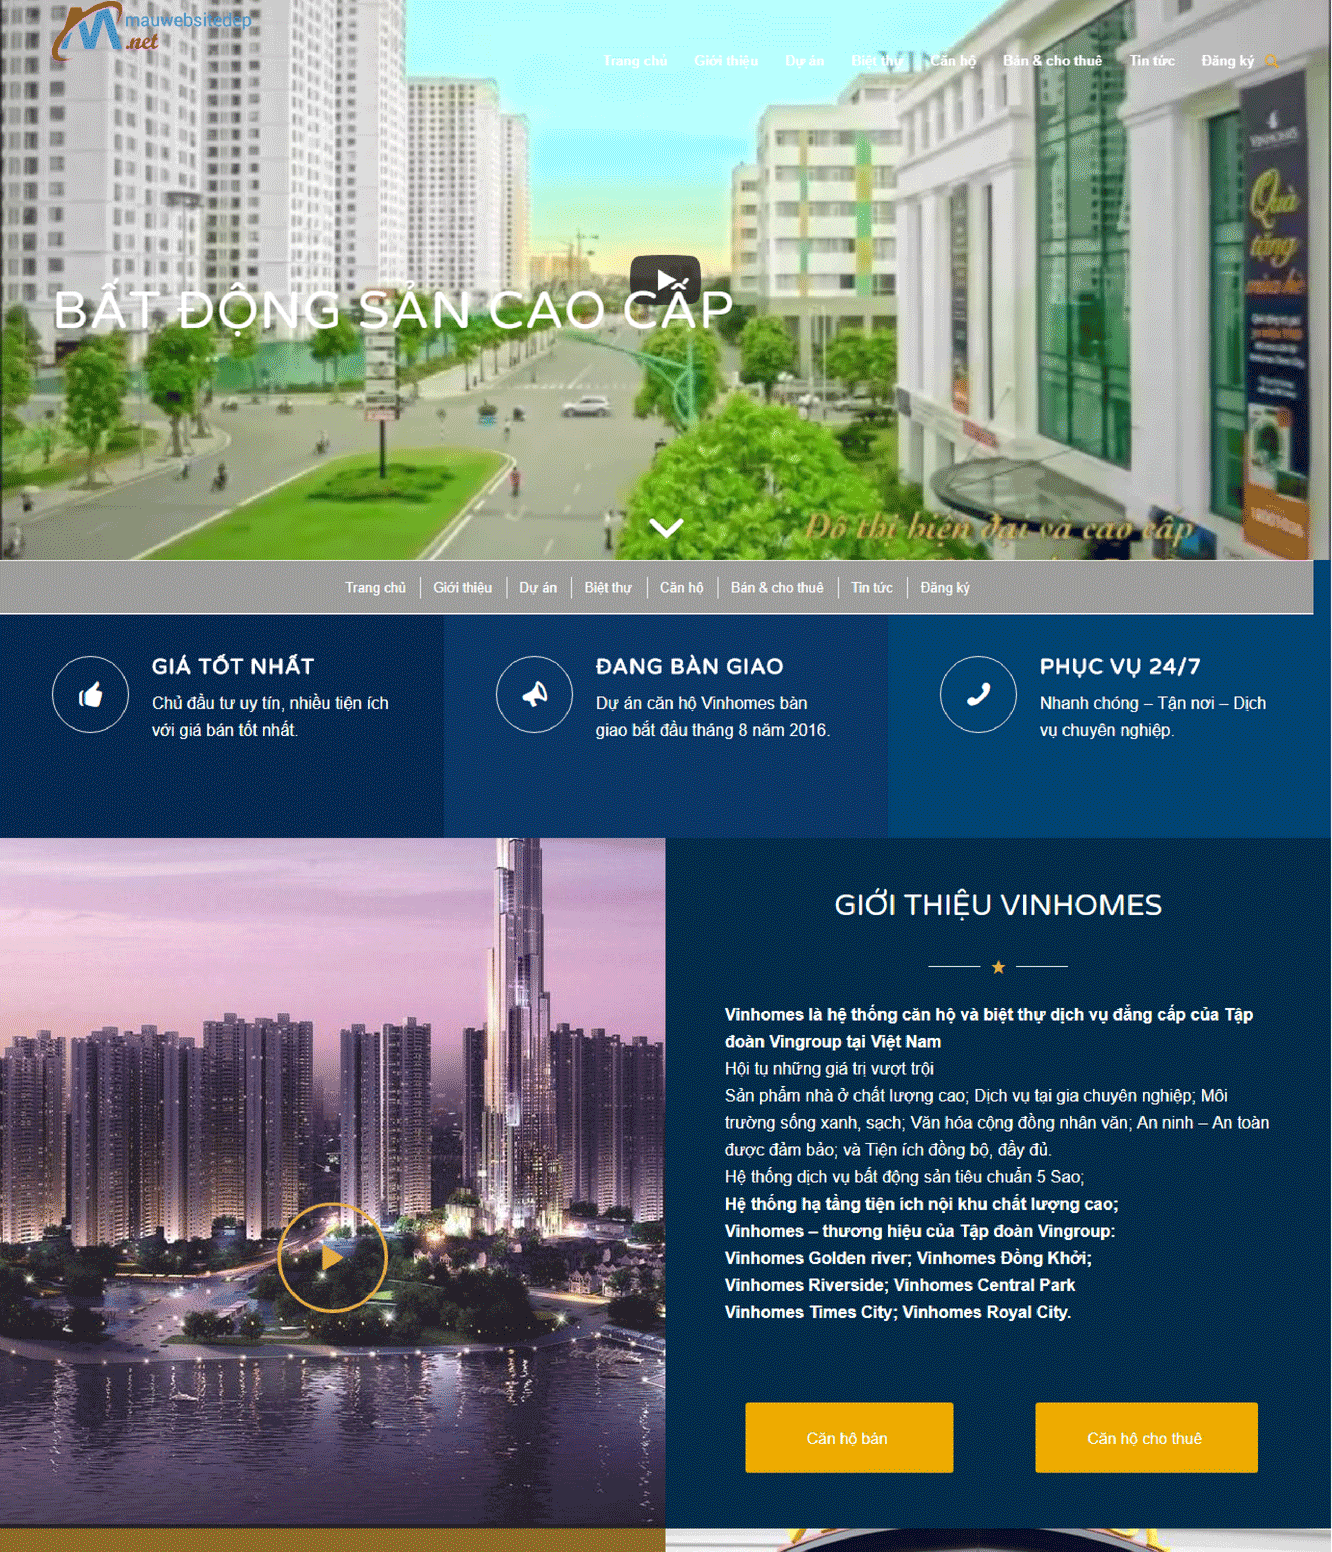 mauwebsitedep
.net
Trang chủ Giới thiệu Dự án Biệt thự Căn hộ Bán & cho thuê Tin tức Đăng ký
VINHOMES
Quà
tặng
mùa hè
BẤT ĐỘNG SẢN CAO CẤP
Đô thị hiện đại và cao cấp
Trang chủ Giới thiệu Dự án Biệt thự Căn hộ Bán & cho thuê Tin tức Đăng ký
GIÁ TỐT NHẤT
Chủ đầu tư uy tín, nhiều tiện ích
với giá bán tốt nhất.
ĐANG BÀN GIAO
Dự án căn hộ Vinhomes bàn
giao bắt đầu tháng 8 năm 2016.
PHỤC VỤ 24/7
Nhanh chóng – Tận nơi – Dịch
vụ chuyên nghiệp.
GIỚI THIỆU VINHOMES
Vinhomes là hệ thống căn hộ và biệt thự dịch vụ đẳng cấp của Tập
đoàn Vingroup tại Việt Nam
Hội tụ những giá trị vượt trội
Sản phẩm nhà ở chất lượng cao; Dịch vụ tại gia chuyên nghiệp; Môi
trường sống xanh, sạch; Văn hóa cộng đồng nhân văn; An ninh – An toàn
được đảm bảo; và Tiện ích đồng bộ, đầy đủ.
Hệ thống dịch vụ bất động sản tiêu chuẩn 5 Sao;
Hệ thống hạ tầng tiện ích nội khu chất lượng cao;
Vinhomes – thương hiệu của Tập đoàn Vingroup:
Vinhomes Golden river; Vinhomes Đồng Khởi;
Vinhomes Riverside; Vinhomes Central Park
Vinhomes Times City; Vinhomes Royal City.
Căn hộ bán
Căn hộ cho thuê